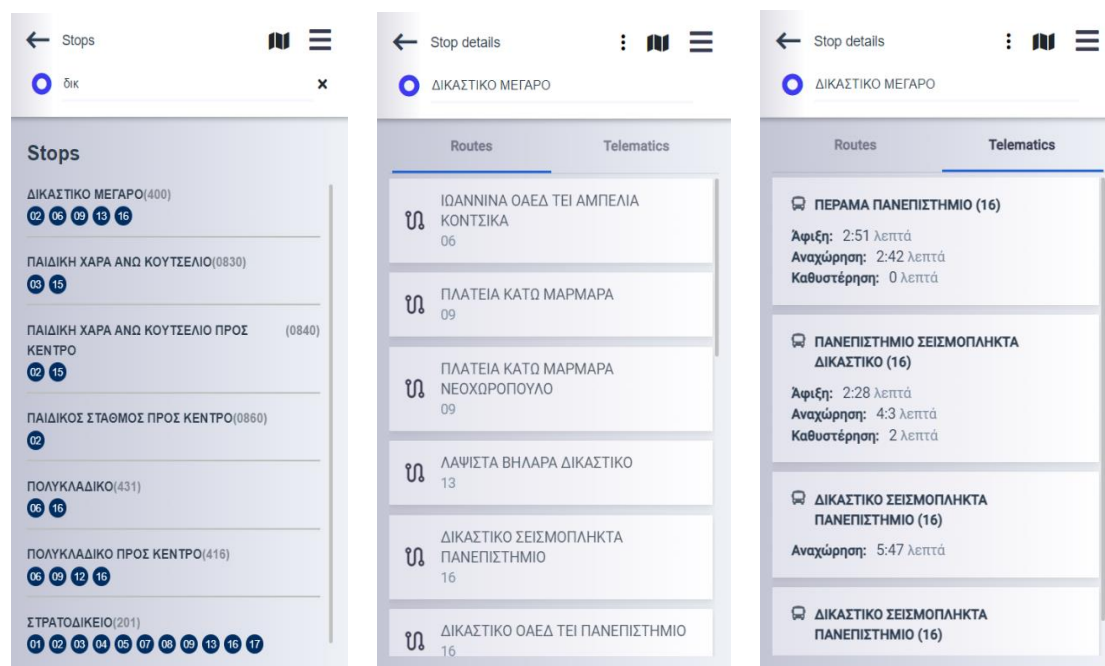 Stops
δικ
Stops
ΔΙΚΑΣΤΙΚΟ ΜΕΓΑΡΟ(400)
02 06 09 13 16
ΠΑΙΔΙΚΗ ΧΑΡΑ ΑΝΩ ΚΟΥΤΣΕΛΙΟ(0830)
03 15
ΠΑΙΔΙΚΗ ΧΑΡΑ ΑΝΩ ΚΟΥΤΣΕΛΙΟ ΠΡΟΣ (0840)
ΚΕΝΤΡΟ
02 15
ΠΑΙΔΙΚΟΣ ΣΤΑΘΜΟΣ ΠΡΟΣ ΚΕΝΤΡΟ(0860)
02
ΠΟΛΥΚΛΑΔΙΚΟ(431)
06 16
ΠΟΛΥΚΛΑΔΙΚΟ ΠΡΟΣ ΚΕΝΤΡΟ(416)
06 09 12 16
ΣΤΡΑΤΟΔΙΚΕΙΟ(201)
01 02 03 04 05 07 08 09 13 16 17
Stop details
ΔΙΚΑΣΤΙΚΟ ΜΕΓΑΡΟ
Routes Telematics
ΙΩΑΝΝΙΝΑ ΟΑΕΔ ΤΕΙ ΑΜΠΕΛΙΑ
ΚΟΝΤΣΙΚΑ
06
ΠΛΑΤΕΙΑ ΚΑΤΩ ΜΑΡΜΑΡΑ
09
ΠΛΑΤΕΙΑ ΚΑΤΩ ΜΑΡΜΑΡΑ
ΝΕΟΧΩΡΟΠΟΥΛΟ
09
ΛΑΨΙΣΤΑ ΒΗΛΑΡΑ ΔΙΚΑΣΤΙΚΟ
13
ΔΙΚΑΣΤΙΚΟ ΣΕΙΣΜΟΠΛΗΚΤΑ
ΠΑΝΕΠΙΣΤΗΜΙΟ
16
ΔΙΚΑΣΤΙΚΟ ΟΑΕΔ ΤΕΙ ΠΑΝΕΠΙΣΤΗΜΙΟ
16
Stop details
ΔΙΚΑΣΤΙΚΟ ΜΕΓΑΡΟ
Routes Telematics
ΠΕΡΑΜΑ ΠΑΝΕΠΙΣΤΗΜΙΟ (16)
Άφιξη: 2:51 λεπτά
Αναχώρηση: 2:42 λεπτά
Καθυστέρηση: 0 λεπτά
ΠΑΝΕΠΙΣΤΗΜΙΟ ΣΕΙΣΜΟΠΛΗΚΤΑ
ΔΙΚΑΣΤΙΚΟ (16)
Άφιξη: 2:28 λεπτά
Αναχώρηση: 4:3 λεπτά
Καθυστέρηση: 2 λεπτά
ΔΙΚΑΣΤΙΚΟ ΣΕΙΣΜΟΠΛΗΚΤΑ
ΠΑΝΕΠΙΣΤΗΜΙΟ (16)
Αναχώρηση: 5:47 λεπτά
ΔΙΚΑΣΤΙΚΟ ΣΕΙΣΜΟΠΛΗΚΤΑ
ΠΑΝΕΠΙΣΤΗΜΙΟ (16)